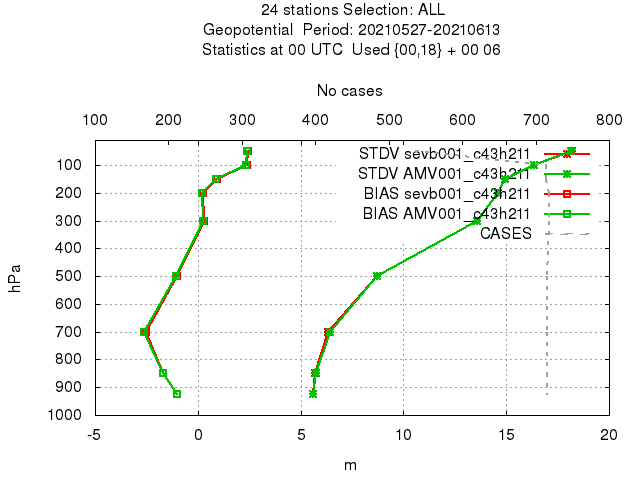 24 stations Selection: ALL
Geopotential  Period: 20210527-20210613
Statistics at 00 UTC  Used {00,18} + 00 06
No cases
100 200 300 400 500 600 700 800
STDV sevb001_c43h211
STDV AMV001_c43h211
BIAS sevb001_c43h211
BIAS AMV001_c43h211
CASES
hPa
100
200
300
400
500
600
700
800
900
1000
-5 0 5 10 15 20
m